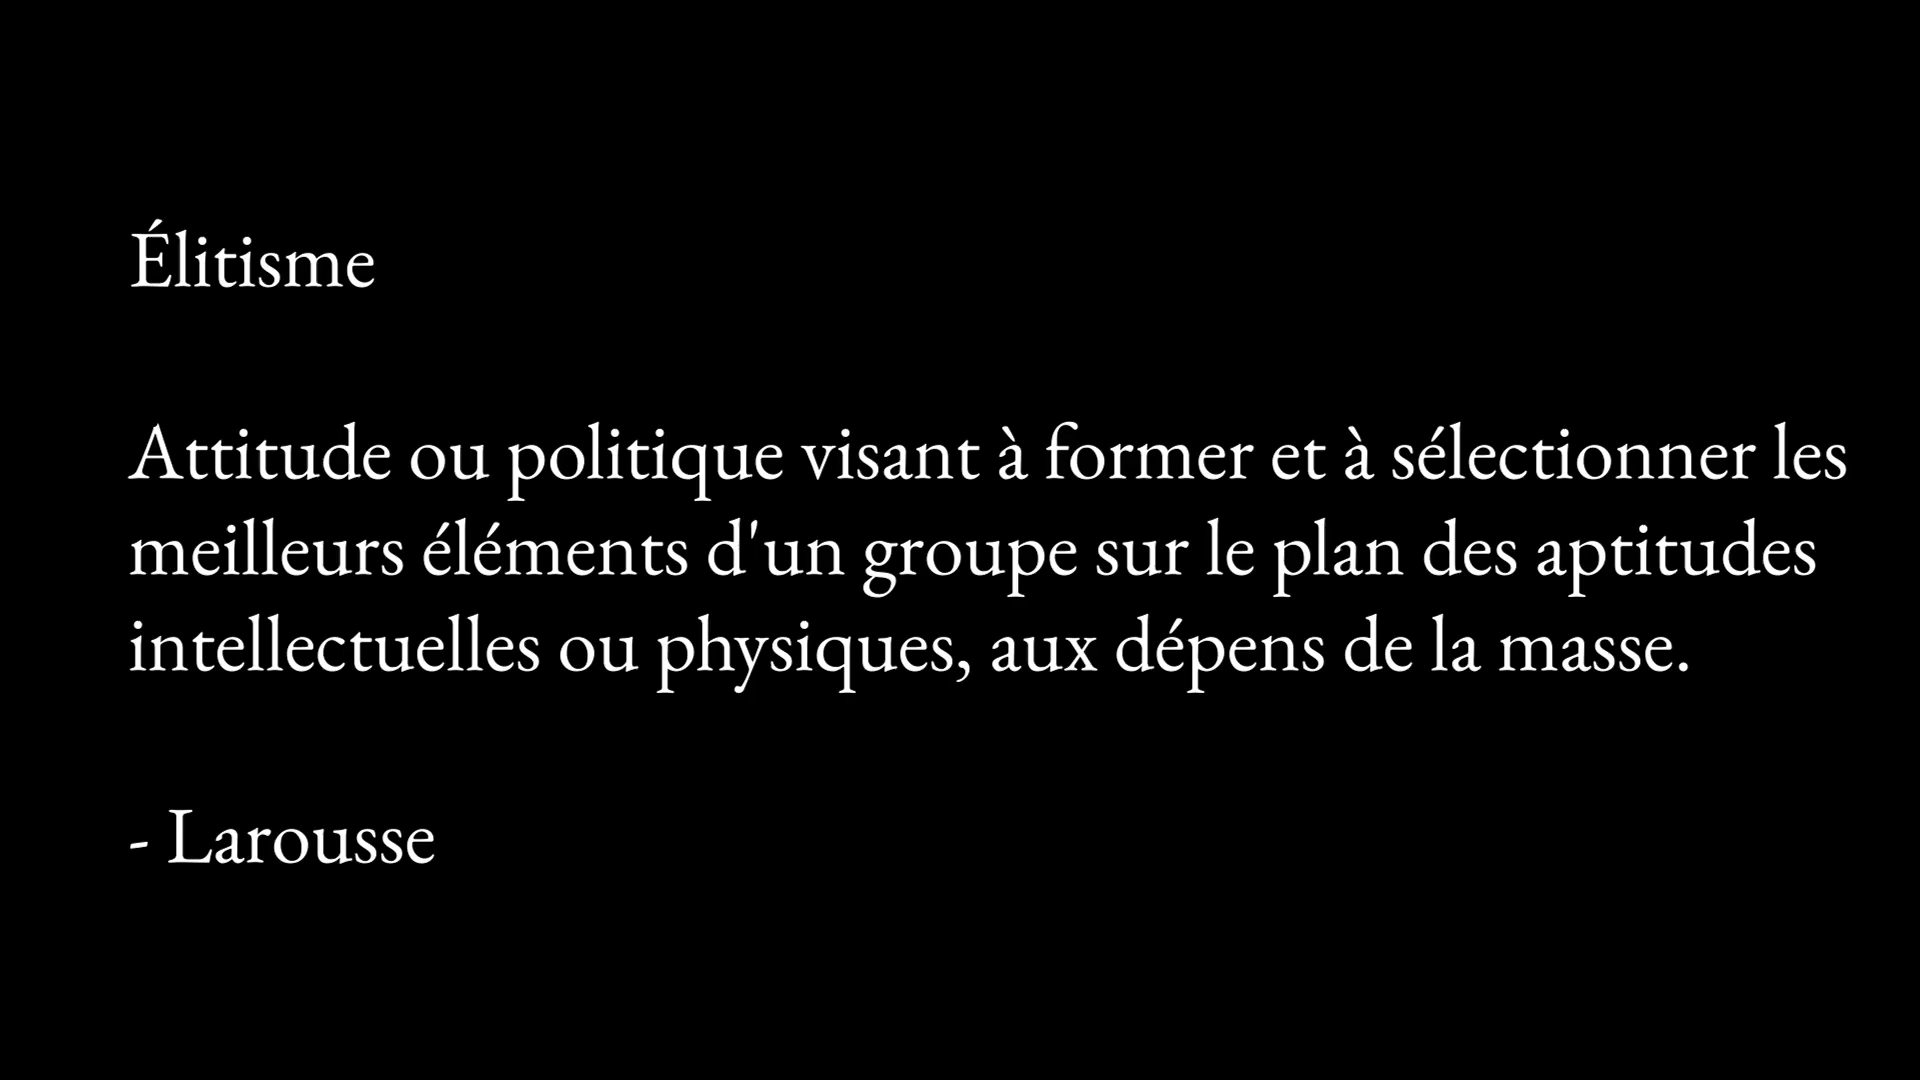 Élitisme
Attitude ou politique visant à former et à sélectionner les
meilleurs éléments d'un groupe sur le plan des aptitudes
intellectuelles ou physiques, aux dépens de la masse.
- Larousse